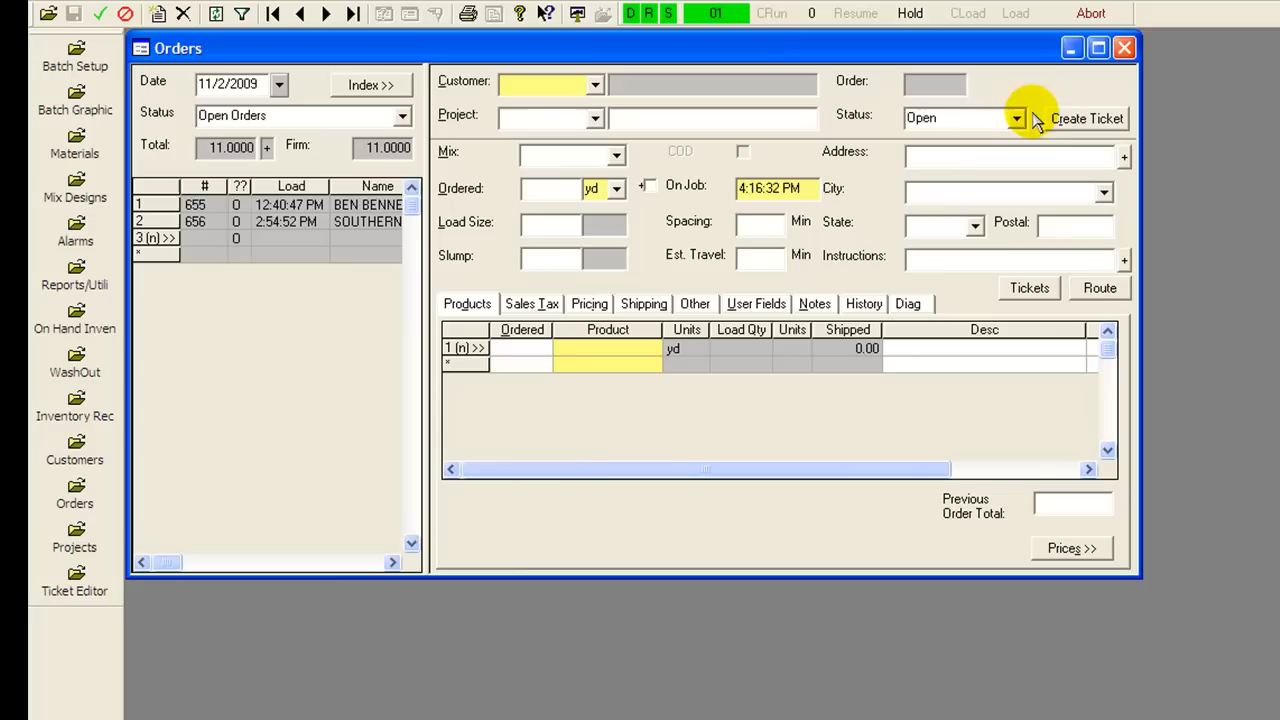 D R S 01 CRun 0 Resume Hold CLoad Load Abort
Batch Setup
Batch Graphic
Materials
Mix Designs
Alarms
Reports/Utili
On Hand Inven
WashOut
Inventory Rec
Customers
Orders
Projects
Ticket Editor
Orders
Date 11/2/2009 Index >>
Status Open Orders
Total: 11.0000 + Firm: 11.0000
# ?? Load Name
1 655 0 12:40:47 PM BEN BENNE
2 656 0 2:54:52 PM SOUTHERN
3 (n) >> 0
*
Customer: Order:
Project: Status: Open Create Ticket
Mix: COD Address: +
Ordered: yd + On Job: 4:16:32 PM City:
Load Size: Spacing: Min State: Postal:
Slump: Est. Travel: Min Instructions: +
Tickets Route
Products Sales Tax Pricing Shipping Other User Fields Notes History Diag
Ordered Product Units Load Qty Units Shipped Desc
1 (n) >> yd 0.00
*
Previous
Order Total:
Prices >>